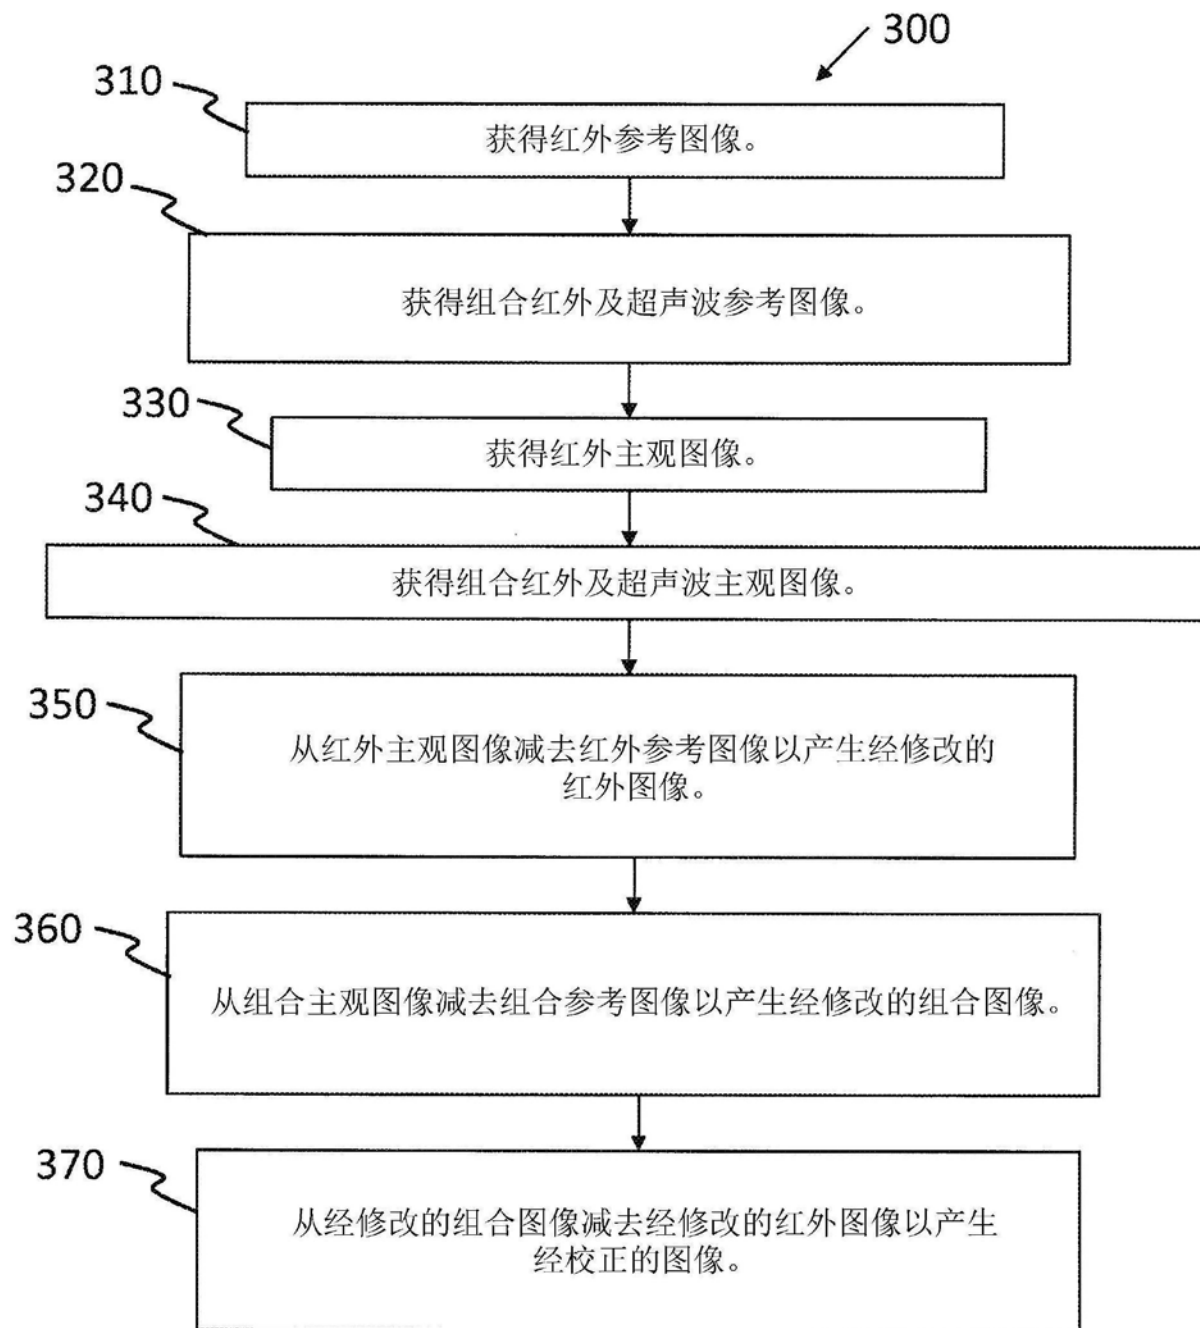 300
310
获得红外参考图像。
320
获得组合红外及超声波参考图像。
330
获得红外主观图像。
340
获得组合红外及超声波主观图像。
350
从红外主观图像减去红外参考图像以产生经修改的
红外图像。
360
从组合主观图像减去组合参考图像以产生经修改的组合图像。
370
从经修改的组合图像减去经修改的红外图像以产生
经校正的图像。